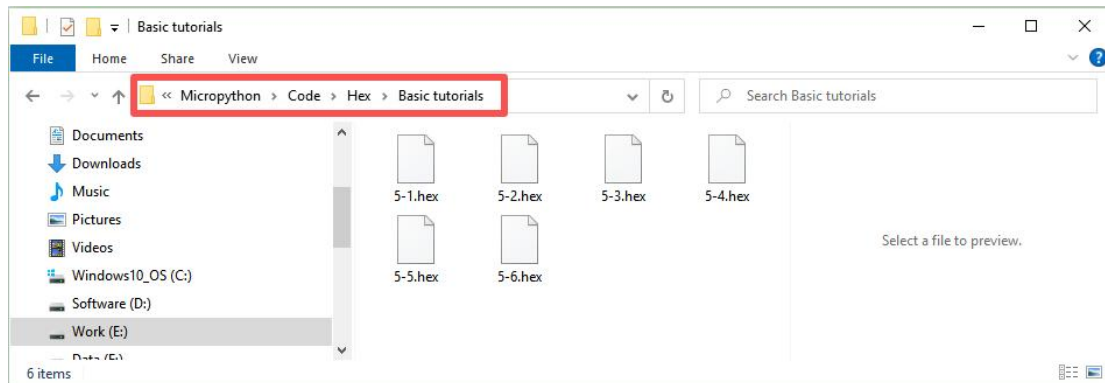 Basic tutorials
File Home Share View
« Micropython > Code > Hex > Basic tutorials
Search Basic tutorials
Documents
Downloads
Music
Pictures
Videos
Windows10_OS (C:)
Software (D:)
Work (E:)
Data (F:)
5-1.hex 5-2.hex 5-3.hex 5-4.hex
5-5.hex 5-6.hex
Select a file to preview.
6 items